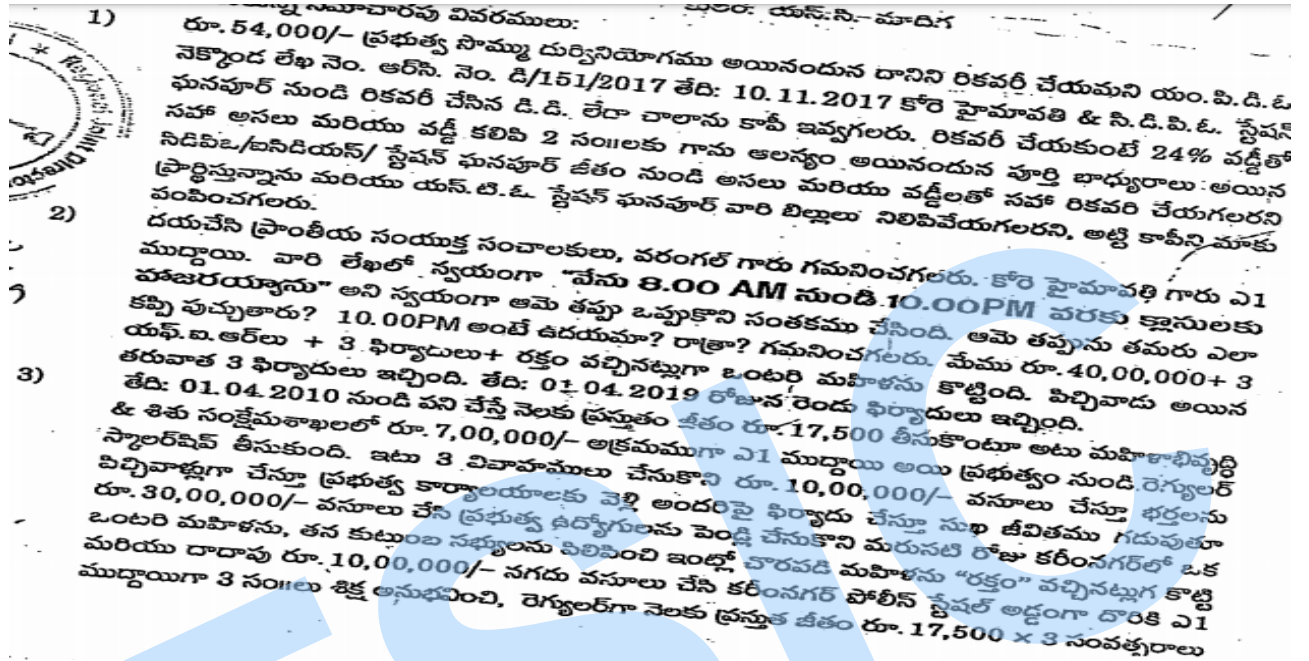 సమాచారపు వివరములు: కులం: యస్.సి.-మాదిగ
1) రూ.54,000/- ప్రభుత్వ సొమ్ము దుర్వినియోగము అయినందున దానిని రికవరీ చేయమని యం.పి.డి.ఓ.
నెక్కొండ లేఖ నెం. ఆర్‌సి. నెం. డి/151/2017 తేది: 10.11.2017 కోరె హైమావతి & సి.డి.పి.ఓ. స్టేషన్
ఘనపూర్ నుండి రికవరీ చేసిన డి.డి. లేదా చాలాను కాపీ ఇవ్వగలరు. రికవరీ చేయకుంటే 24% వడ్డీతో
సహా అసలు మరియు వడ్డీ కలిపి 2 సం॥లకు గాను ఆలస్యం అయినందున పూర్తి బాధ్యురాలు అయిన
సిడిపిఒ/ఐసిడియస్/ స్టేషన్ ఘనపూర్ జీతం నుండి అసలు మరియు వడ్డీలతో సహా రికవరి చేయగలరని
ప్రార్థిస్తున్నాను మరియు యస్.టి.ఓ. స్టేషన్ ఘనపూర్ వారి బిల్లులు నిలిపివేయగలరని, అట్టి కాపీని మాకు
పంపించగలరు.
2) దయచేసి ప్రాంతీయ సంయుక్త సంచాలకులు, వరంగల్ గారు గమనించగలరు. కోరె హైమావతి గారు ఎ1
ముద్దాయి. వారి లేఖలో స్వయంగా "నేను 8.00 AM నుండి 10.00PM వరకు క్లాసులకు
హాజరయ్యాను" అని స్వయంగా ఆమె తప్పు ఒప్పుకొని సంతకము చేసింది. ఆమె తప్పును తమరు ఎలా
కప్పి పుచ్చుతారు? 10.00PM అంటే ఉదయమా? రాత్రా? గమనించగలరు. మేము రూ.40,00,000+ 3
యఫ్.ఐ.ఆర్‌లు + 3 ఫిర్యాదులు+ రక్తం వచ్చినట్లుగా ఒంటరి మహిళను కొట్టింది. పిచ్చివాడు అయిన
తరువాత 3 ఫిర్యాదులు ఇచ్చింది. తేది: 01.04.2019 రోజున రెండు ఫిర్యాదులు ఇచ్చింది.
3) తేది: 01.04.2010 నుండి పని చేస్తే నెలకు ప్రస్తుతం జీతం రూ.17,500 తీసుకొంటూ అటు మహిళాభివృద్ధి
& శిశు సంక్షేమశాఖలలో రూ.7,00,000/- అక్రమముగా ఎ1 ముద్దాయి అయి ప్రభుత్వం నుండి రెగ్యులర్
స్కాలర్‌షిప్ తీసుకుంది. ఇటు 3 వివాహములు చేసుకొని రూ.10,00,000/- వసూలు చేస్తూ భర్తలను
పిచ్చివాళ్లుగా చేస్తూ ప్రభుత్వ కార్యాలయాలకు వెళ్లి అందరిపై ఫిర్యాదు చేస్తూ సుఖ జీవితము గడుపుతూ
రూ.30,00,000/- వసూలు చేసి ప్రభుత్వ ఉద్యోగులను పెండ్లి చేసుకొని మరుసటి రోజు కరీంనగర్‌లో ఒక
ఒంటరి మహిళను, తన కుటుంబ సభ్యులను పిలిపించి ఇంట్లో చొరపడి మహిళను "రక్తం" వచ్చినట్లుగ కొట్టి
మరియు దాదాపు రూ.10,00,000/- నగదు వసూలు చేసి కరీంనగర్ పోలీస్ స్టేషల్ అడ్డంగా దొరికి ఎ1
ముద్దాయిగా 3 సం॥లు శిక్ష అనుభవించి, రెగ్యులర్‌గా నెలకు ప్రస్తుత జీతం రూ.17,500 × 3 సంవత్సరాలు